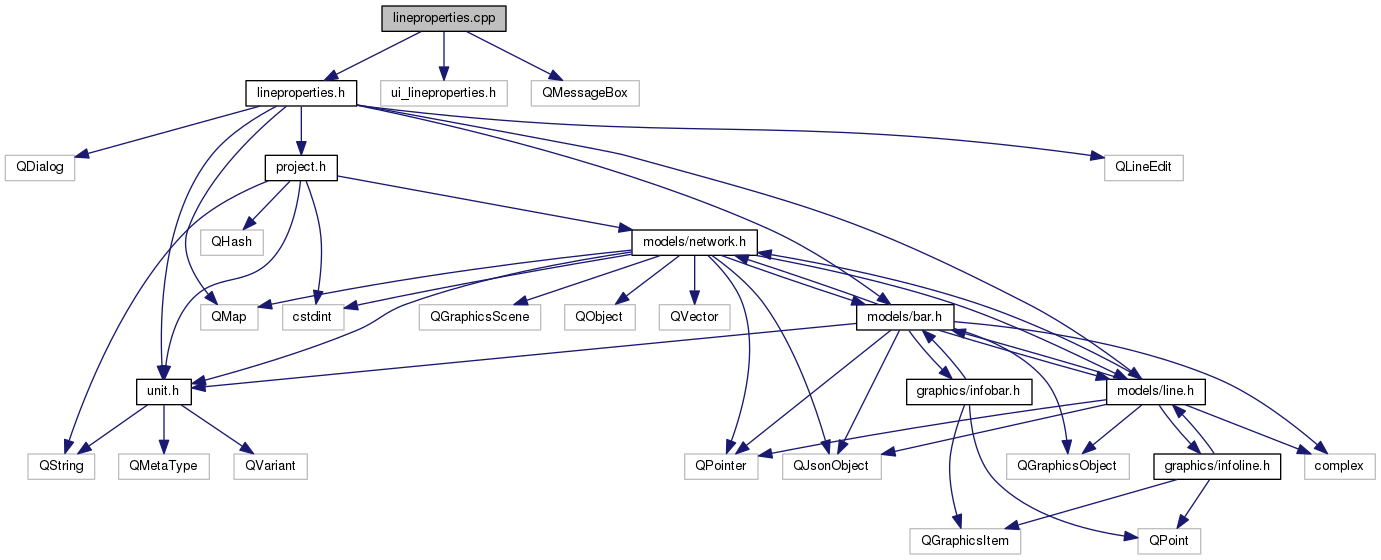 lineproperties.cpp
lineproperties.h
ui_lineproperties.h
QMessageBox
QDialog
project.h
QLineEdit
QHash
models/network.h
QMap
cstdint
QGraphicsScene
QObject
QVector
models/bar.h
unit.h
graphics/infobar.h
models/line.h
QString
QMetaType
QVariant
QPointer
QJsonObject
QGraphicsObject
graphics/infoline.h
complex
QGraphicsItem
QPoint